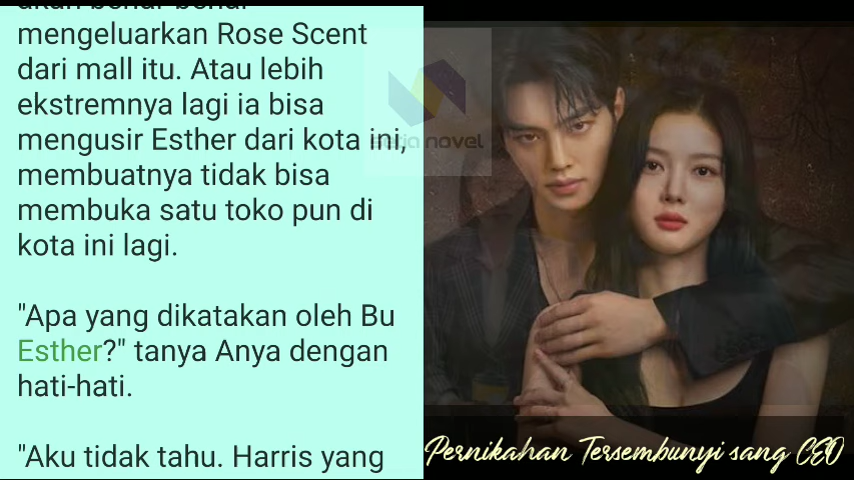 mengeluarkan Rose Scent
dari mall itu. Atau lebih
ekstremnya lagi ia bisa
mengusir Esther dari kota ini,
membuatnya tidak bisa
membuka satu toko pun di
kota ini lagi.
"Apa yang dikatakan oleh Bu
Esther?" tanya Anya dengan
hati-hati.
"Aku tidak tahu. Harris yang
novel
Pernikahan Tersembunyi sang CEO